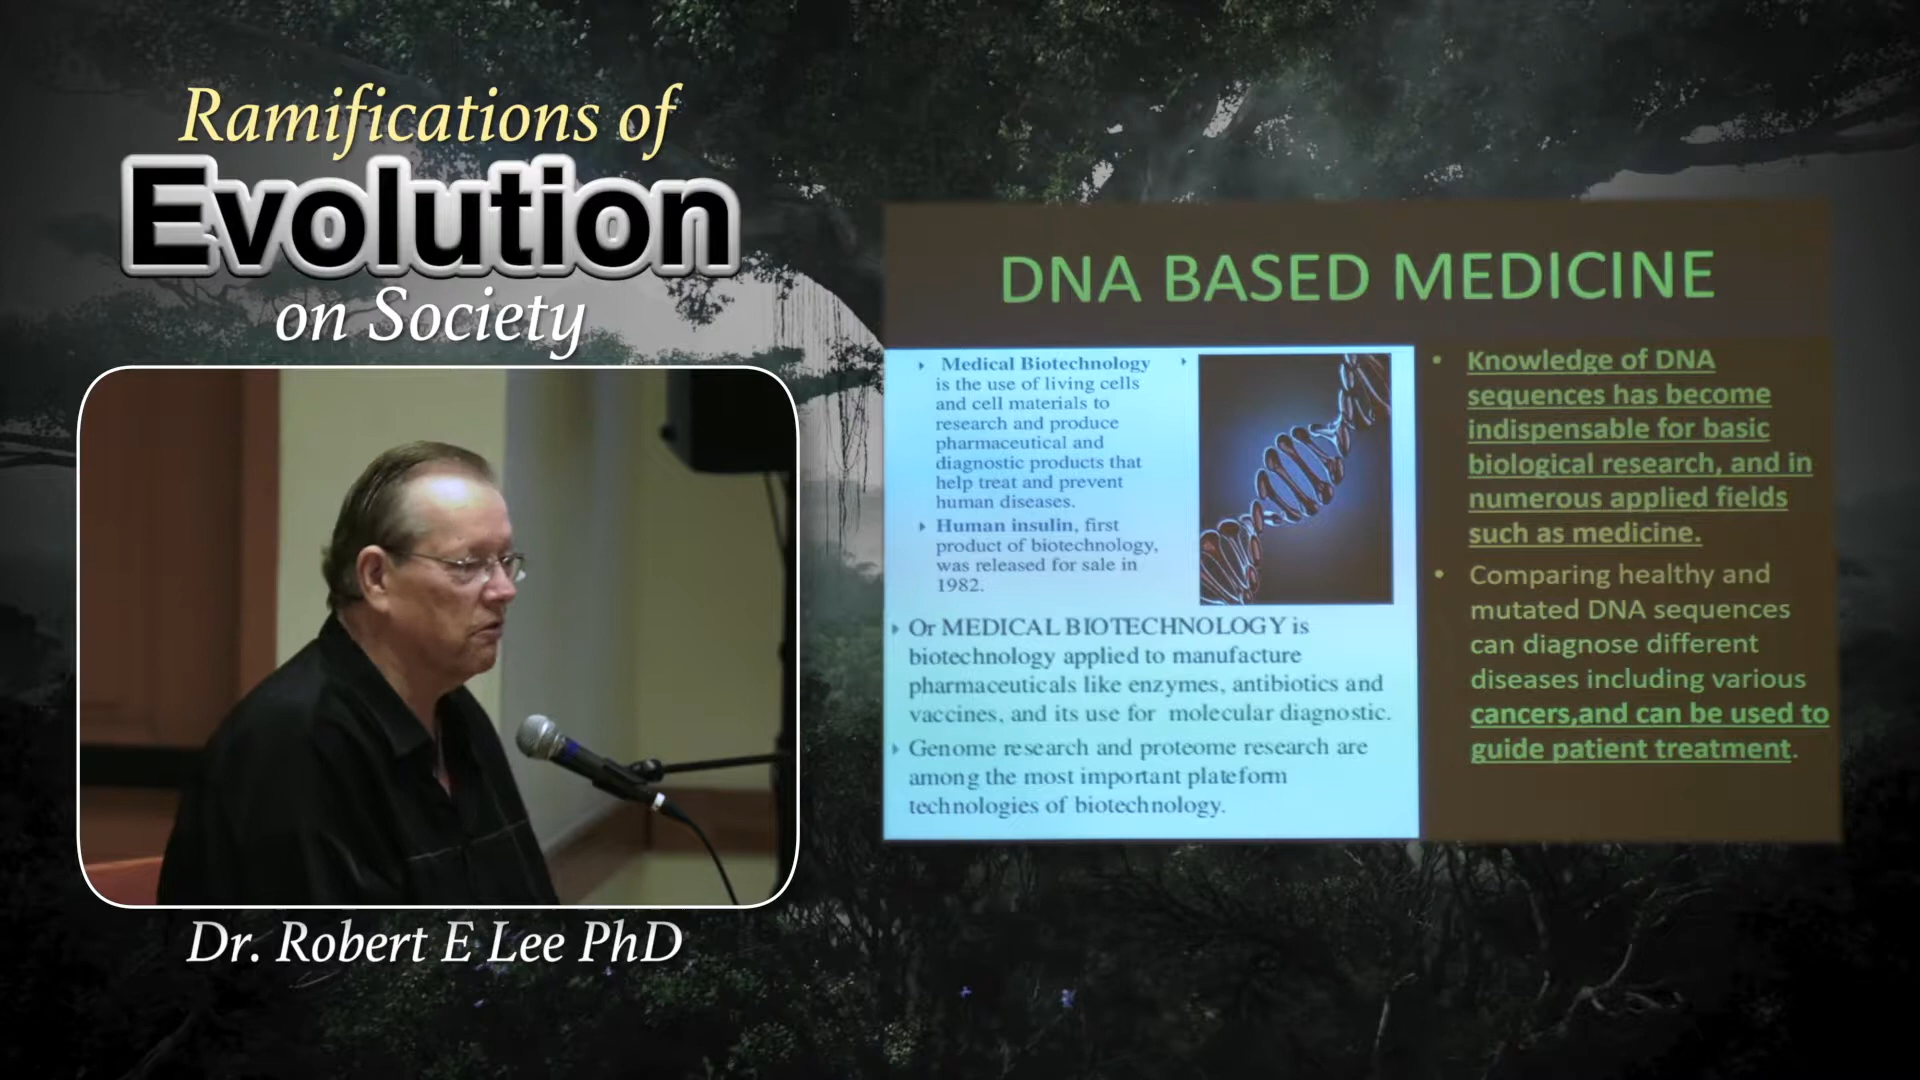 Ramifications of
Evolution
on Society
Dr. Robert E Lee PhD
DNA BASED MEDICINE
Medical Biotechnology
is the use of living cells
and cell materials to
research and produce
pharmaceutical and
diagnostic products that
help treat and prevent
human diseases.
Human insulin, first
product of biotechnology,
was released for sale in
1982.
Or MEDICAL BIOTECHNOLOGY is
biotechnology applied to manufacture
pharmaceuticals like enzymes, antibiotics and
vaccines, and its use for molecular diagnostic.
Genome research and proteome research are
among the most important plateform
technologies of biotechnology.
• Knowledge of DNA
sequences has become
indispensable for basic
biological research, and in
numerous applied fields
such as medicine.
• Comparing healthy and
mutated DNA sequences
can diagnose different
diseases including various
cancers,and can be used to
guide patient treatment.